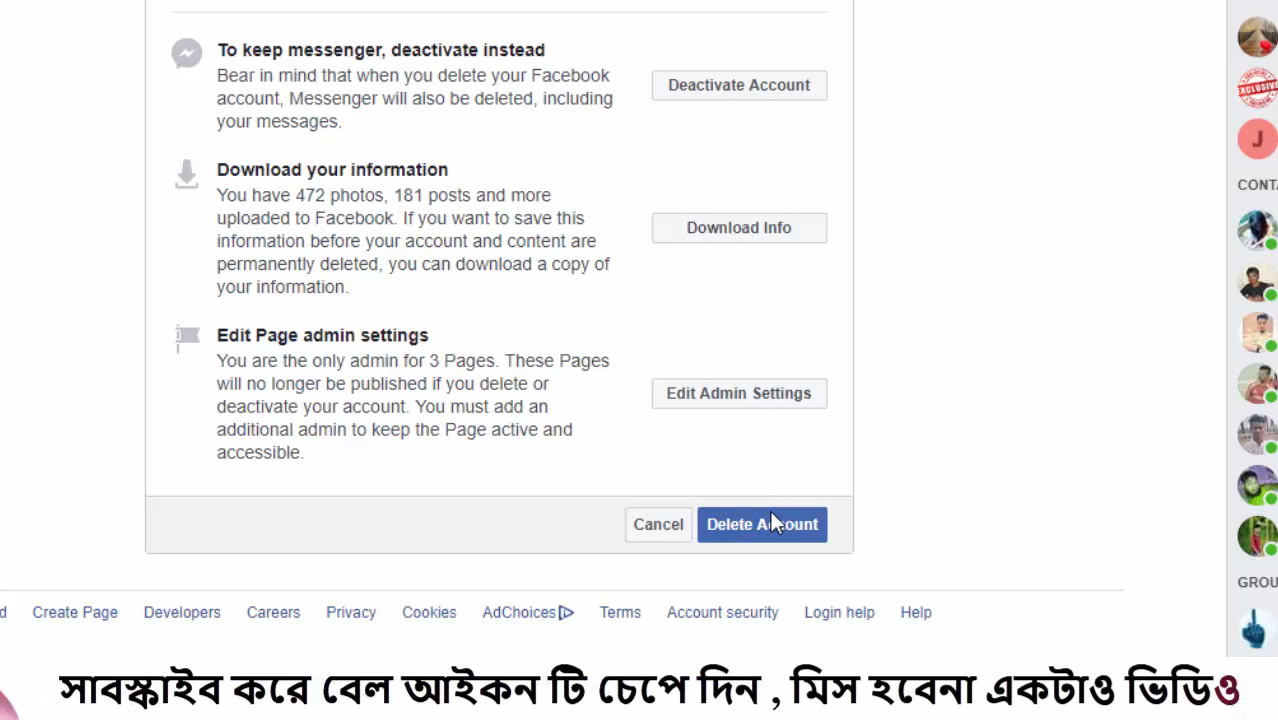 To keep messenger, deactivate instead
Bear in mind that when you delete your Facebook
account, Messenger will also be deleted, including
your messages.
Deactivate Account
Download your information
You have 472 photos, 181 posts and more
uploaded to Facebook. If you want to save this
information before your account and content are
permanently deleted, you can download a copy of
your information.
Download Info
Edit Page admin settings
You are the only admin for 3 Pages. These Pages
will no longer be published if you delete or
deactivate your account. You must add an
additional admin to keep the Page active and
accessible.
Edit Admin Settings
Cancel
Delete Account
d Create Page Developers Careers Privacy Cookies AdChoices Terms Account security Login help Help
EXCLUSIVE
J
CONTA
GROU
সাবস্ক্রাইব করে বেল আইকন টি চেপে দিন , মিস হবেনা একটাও ভিডিও